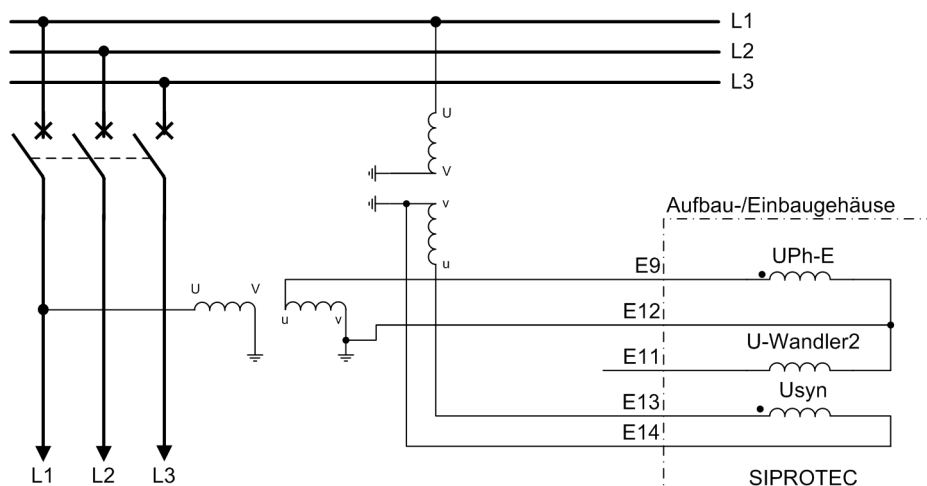 L1
L2
L3
U
V
v
u
Aufbau-/Einbaugehäuse
UPh-E
E9
U V
u v
E12
U-Wandler2
E11
Usyn
E13
E14
L1 L2 L3
SIPROTEC